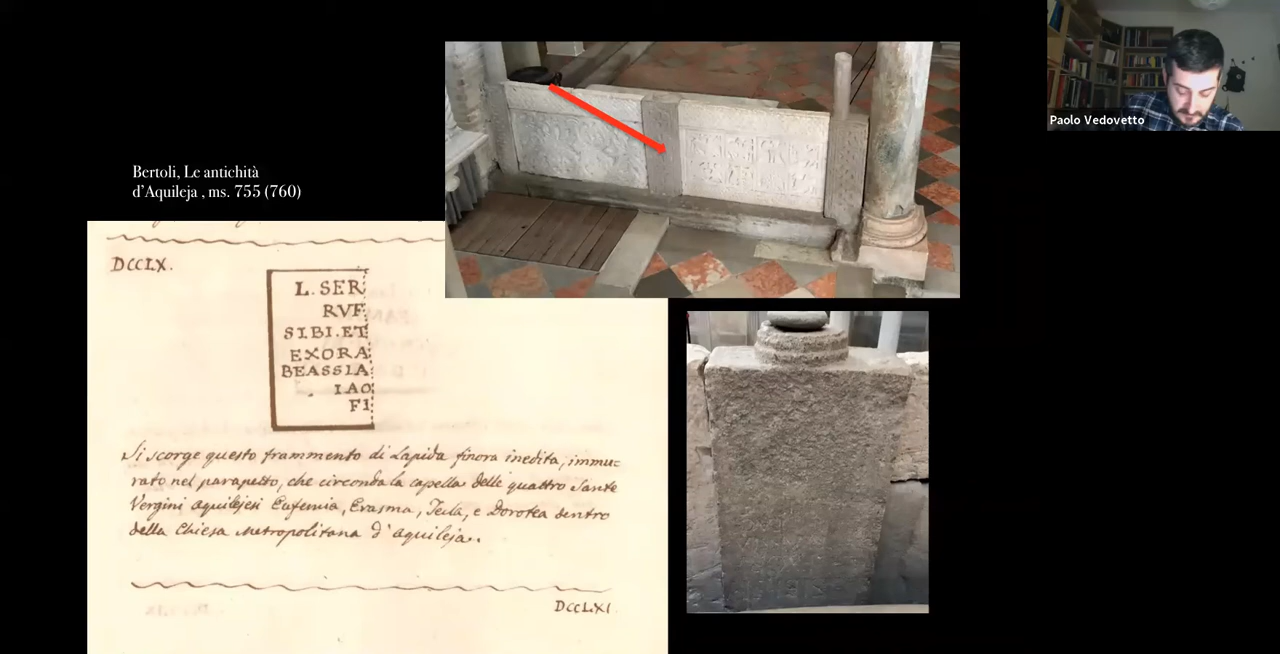 Paolo Vedovetto
Bertoli, Le antichità
d'Aquileja , ms. 755 (760)
DCCLX.
L. SER
RVF
SIBI. ET
EXORA
BEASSIA
IAO
FI
Si scorge questo frammento di Lapida finora inedita, immu=
rato nel parapetto, che circonda la capella delle quattro Sante
Vergini Aquilejesi Eufemia, Erasma, Tecla, e Dorotea dentro
della Chiesa Metropolitana d'Aquileja.
DCCLXI.